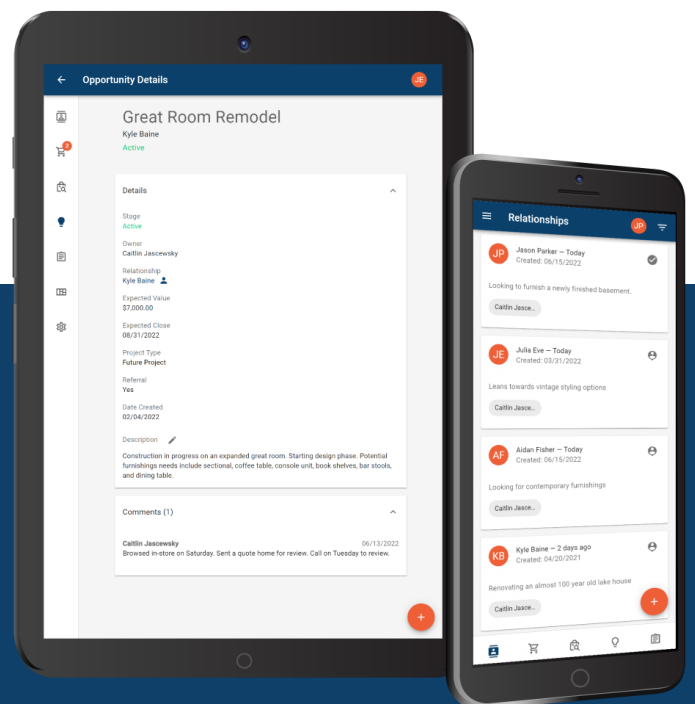 Opportunity Details
JE
2
Great Room Remodel
Kyle Baine
Active
Details
Stage
Active
Owner
Caitlin Jascewsky
Relationship
Kyle Baine
Expected Value
$7,000.00
Expected Close
08/31/2022
Project Type
Future Project
Referral
Yes
Date Created
02/04/2022
Description
Construction in progress on an expanded great room. Starting design phase. Potential
furnishings needs include sectional, coffee table, console unit, book shelves, bar stools,
and dining table.
Comments (1)
Caitlin Jascewsky 06/13/2022
Browsed in-store on Saturday. Sent a quote home for review. Call on Tuesday to review.
+
Relationships
JP
JP
Jason Parker – Today
Created: 06/15/2022
Looking to furnish a newly finished basement.
Caitlin Jasce...
JE
Julia Eve – Today
Created: 03/31/2022
Leans towards vintage styling options
Caitlin Jasce...
AF
Aidan Fisher – Today
Created: 06/15/2022
Looking for contemporary furnishings
Caitlin Jasce...
KB
Kyle Baine – 2 days ago
Created: 04/20/2021
Renovating an almost 100 year old lake house
Caitlin Jasce...
+